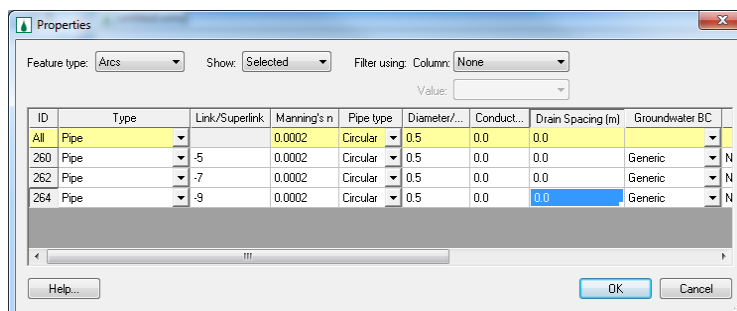 Properties
Feature type: Arcs Show: Selected Filter using: Column: None
Value:
ID Type Link/Superlink Manning's n Pipe type Diameter/... Conduct... Drain Spacing (m) Groundwater BC
All Pipe 0.0002 Circular 0.5 0.0 0.0
260 Pipe -5 0.0002 Circular 0.5 0.0 0.0 Generic N
262 Pipe -7 0.0002 Circular 0.5 0.0 0.0 Generic N
264 Pipe -9 0.0002 Circular 0.5 0.0 0.0 Generic N
Help... OK Cancel